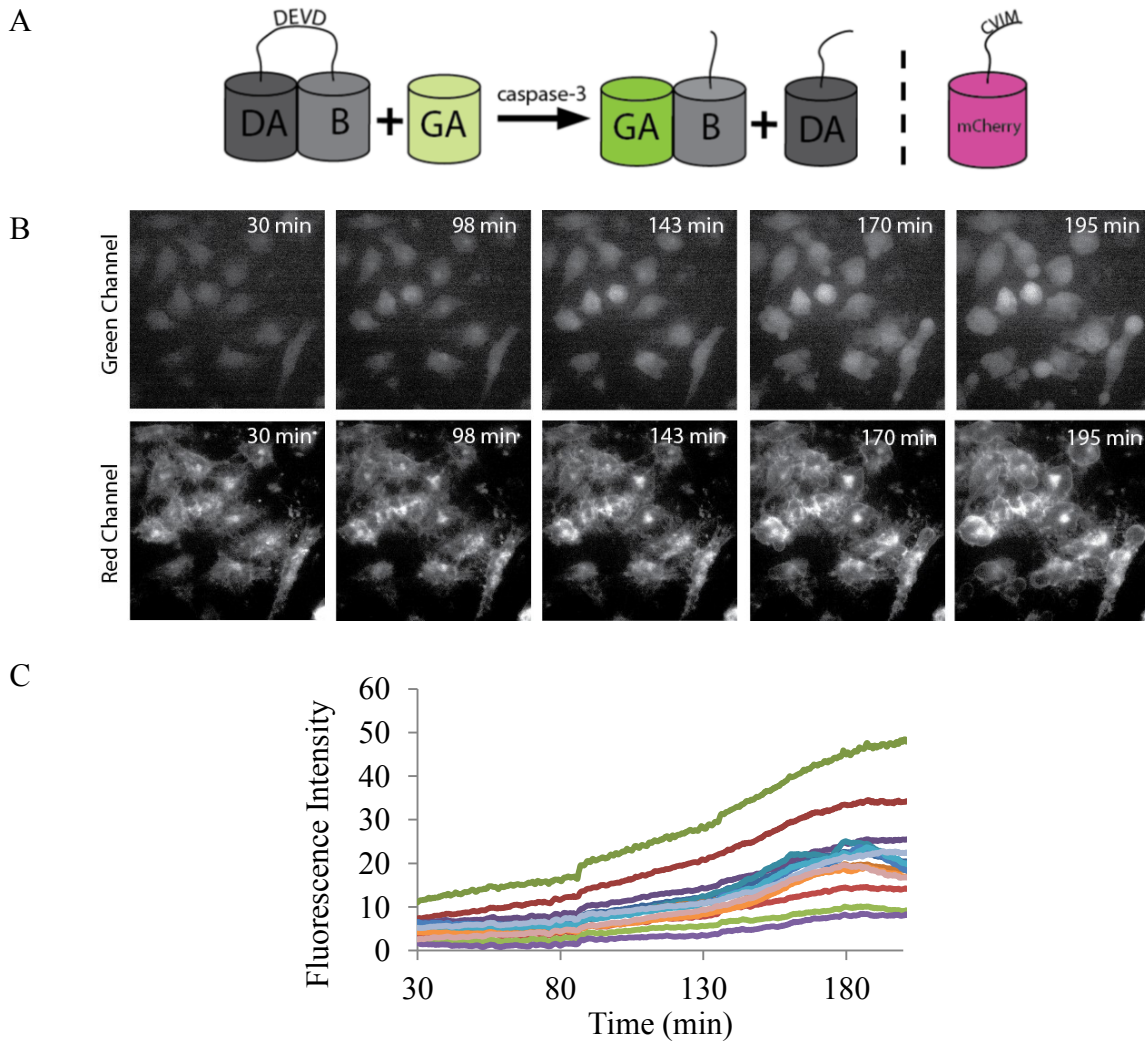 A
DEVD
DA B + GA caspase-3 GA B + DA mCherry
CVIM
B
Green Channel
30 min 98 min 143 min 170 min 195 min
Red Channel
30 min 98 min 143 min 170 min 195 min
C
Fluorescence Intensity
60
50
40
30
20
10
0
30 80 130 180
Time (min)